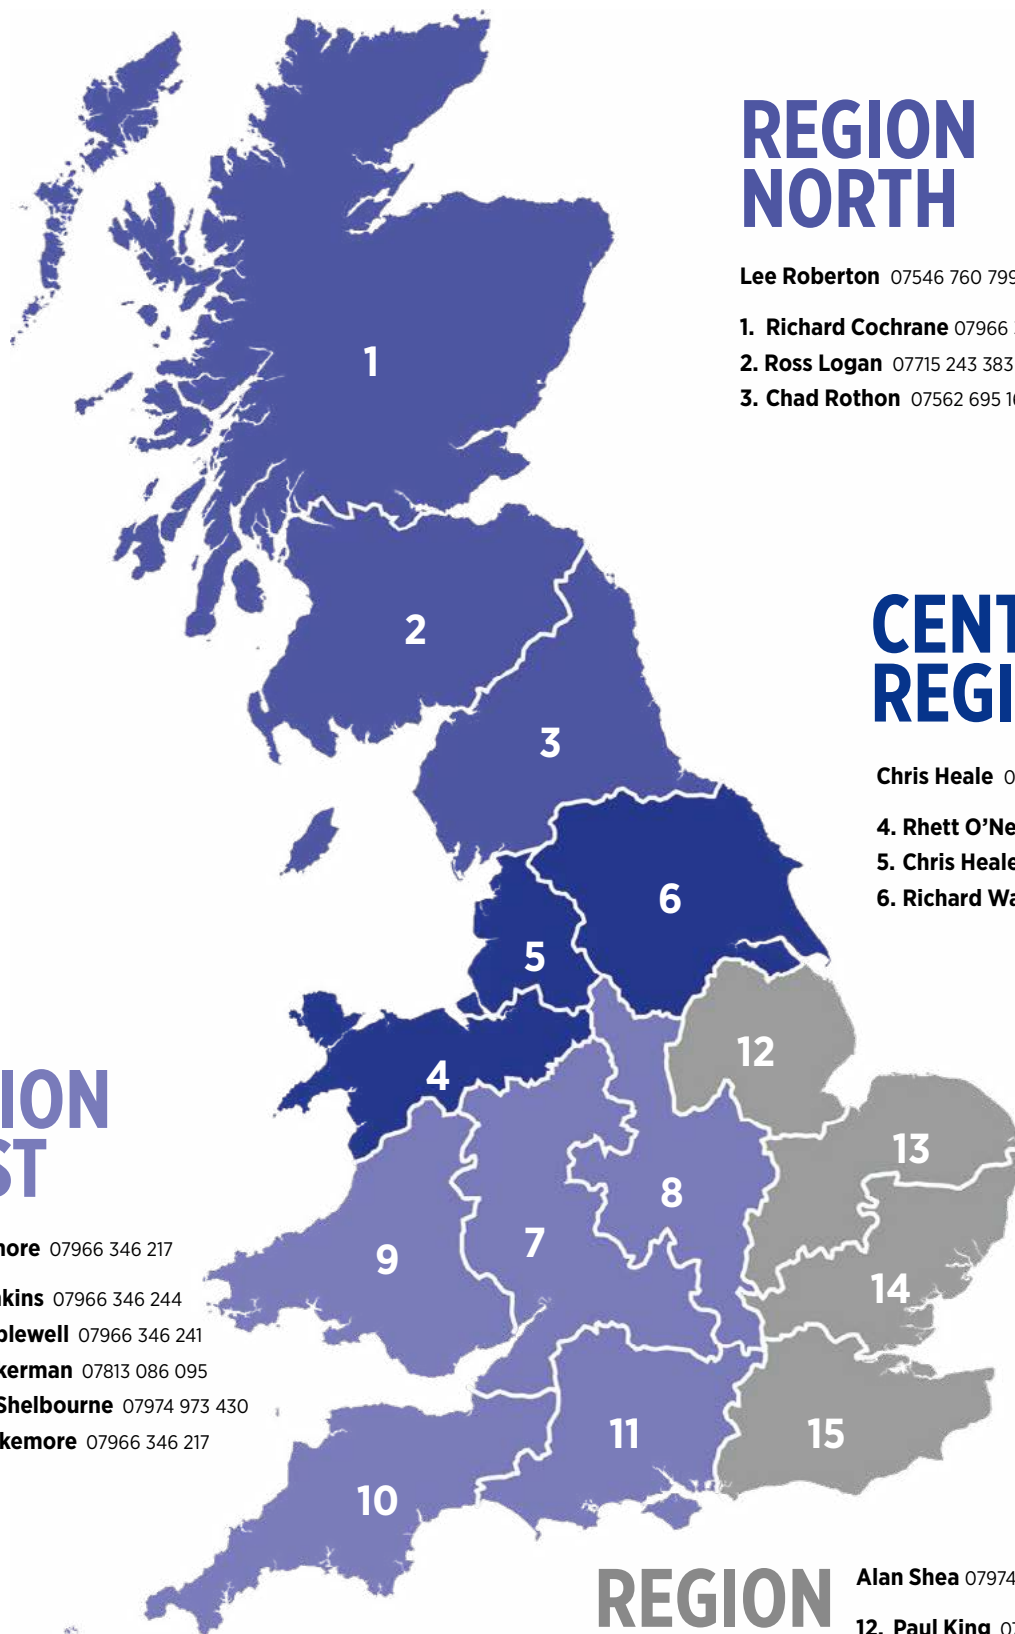 REGION
NORTH
Lee Roberton 07546 760 799
1. Richard Cochrane 07966
2. Ross Logan 07715 243 383
3. Chad Rothon 07562 695
1
2
3
CENT
REGI
Chris Heale
4. Rhett O’Ne
5. Chris Heale
6. Richard Wa
6
5
4
12
13
8
7
9
14
11
15
10
ION
ST
more 07966 346 217
kins 07966 346 244
plewell 07966 346 241
kerman 07813 086 095
Shelbourne 07974 973 430
kemore 07966 346 217
REGION
Alan Shea 07974
12. Paul King